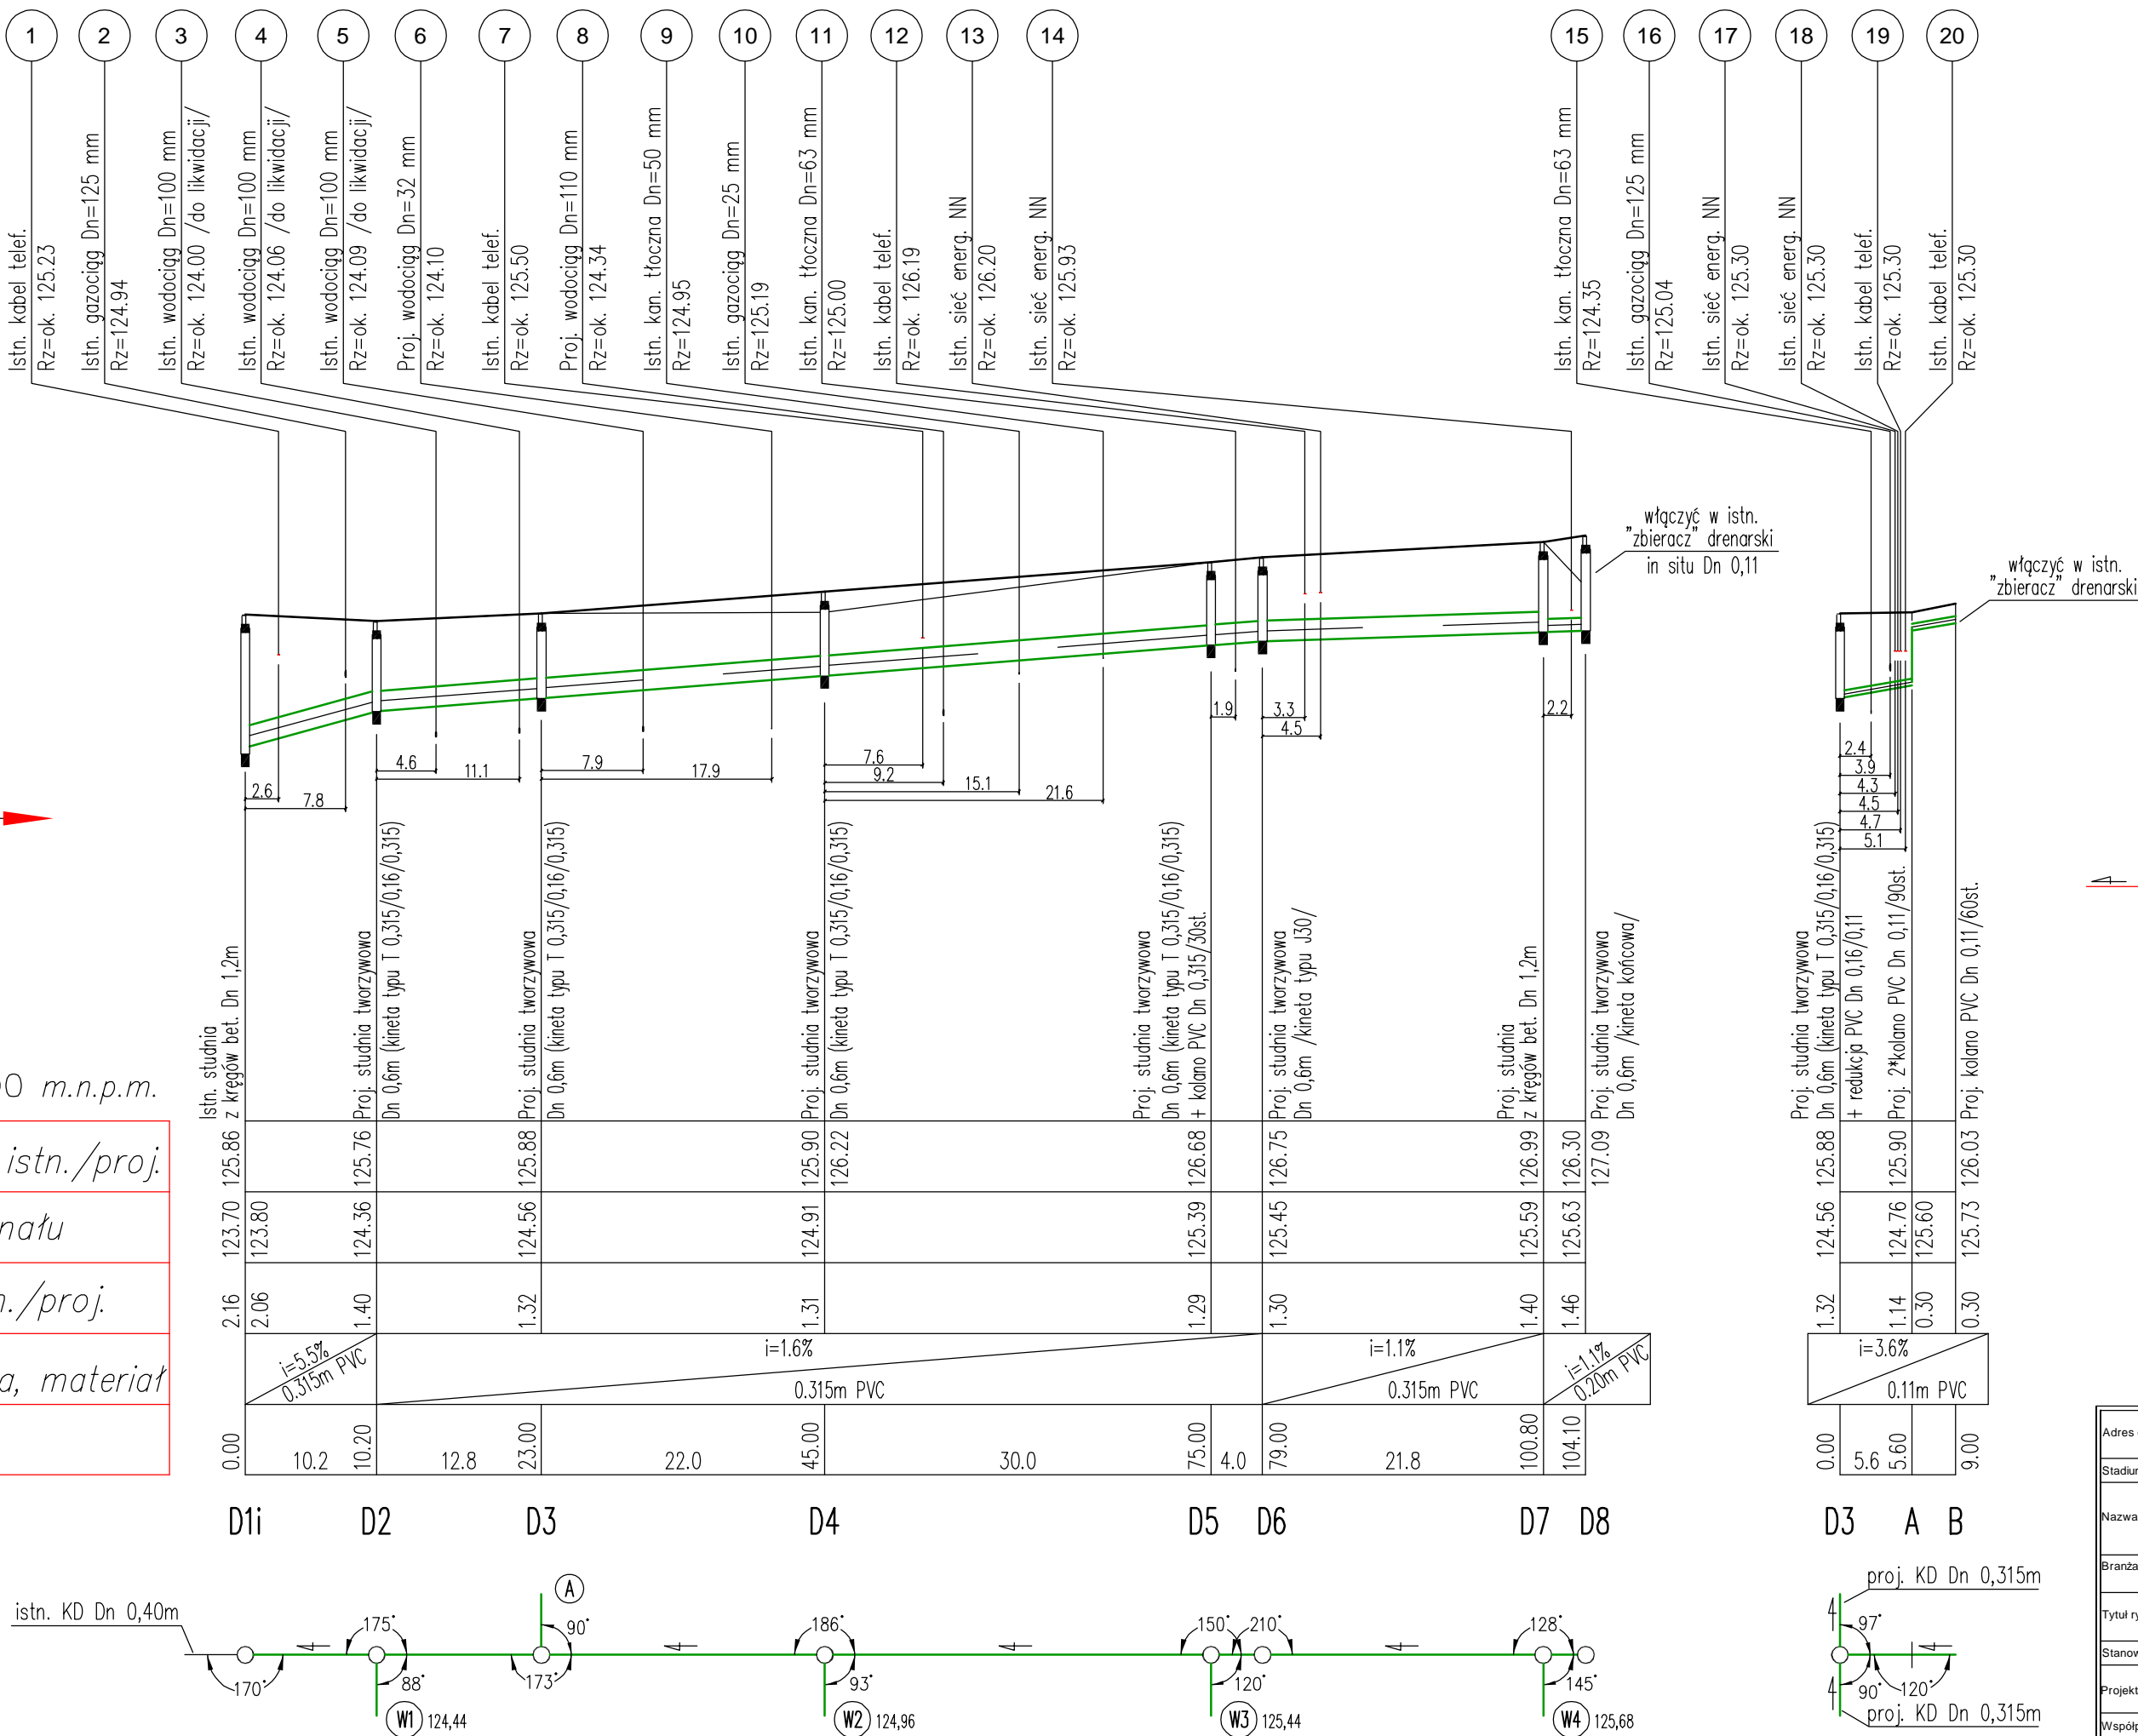 1 2 3 4 5 6 7 8 9 10 11 12 13 14 15 16 17 18 19 20
Istn. kabel telef.
Rz=ok. 125.23
Istn. gazociąg Dn=125 mm
Rz=124.94
Istn. wodociąg Dn=100 mm
Rz=ok. 124.00 /do likwidacji/
Istn. wodociąg Dn=100 mm
Rz=ok. 124.06 /do likwidacji/
Istn. wodociąg Dn=100 mm
Rz=ok. 124.09 /do likwidacji/
Proj. wodociąg Dn=32 mm
Rz=ok. 124.10
Istn. kabel telef.
Rz=ok. 125.50
Proj. wodociąg Dn=110 mm
Rz=ok. 124.34
Istn. kan. tłoczna Dn=50 mm
Rz=124.95
Istn. gazociąg Dn=25 mm
Rz=125.19
Istn. kan. tłoczna Dn=63 mm
Rz=125.00
Istn. kabel telef.
Rz=ok. 126.19
Istn. sieć energ. NN
Rz=ok. 126.20
Istn. sieć energ. NN
Rz=ok. 125.93
Istn. kan. tłoczna Dn=63 mm
Rz=124.35
Istn. gazociąg Dn=125 mm
Rz=125.04
Istn. sieć energ. NN
Rz=ok. 125.30
Istn. sieć energ. NN
Rz=ok. 125.30
Istn. kabel telef.
Rz=ok. 125.30
Istn. kabel telef.
Rz=ok. 125.30
włączyć w istn.
"zbieracz" drenarski
in situ Dn 0,11
włączyć w istn.
"zbieracz" drenarski
2.6
7.8
4.6
11.1
7.9
17.9
7.6
9.2
15.1
21.6
1.9
3.3
4.5
2.2
2.4
3.9
4.3
4.5
4.7
5.1
Istn. studnia
z kręgów bet. Dn 1,2m
Proj. studnia tworzywowa
Dn 0,6m (kineta typu T 0,315/0,16/0,315)
Proj. studnia tworzywowa
Dn 0,6m (kineta typu T 0,315/0,16/0,315)
Proj. studnia tworzywowa
Dn 0,6m (kineta typu T 0,315/0,16/0,315)
Proj. studnia tworzywowa
Dn 0,6m (kineta typu T 0,315/0,16/0,315)
+ kolano PVC Dn 0,315/30st.
Proj. studnia tworzywowa
Dn 0,6m /kineta typu J30/
Proj. studnia
z kręgów bet. Dn 1,2m
Proj. studnia tworzywowa
Dn 0,6m /kineta końcowa/
Proj. studnia tworzywowa
Dn 0,6m (kineta typu T 0,315/0,16/0,315)
+ redukcja PVC Dn 0,16/0,11
Proj. 2*kolano PVC Dn 0,11/90st.
Proj. kolano PVC Dn 0,11/60st.
m.n.p.m.
istn./proj.
125.86 125.76 125.88 125.90 126.22 126.68 126.75 126.99 126.30 127.09 125.88 125.90 126.03
123.70 123.80 124.36 124.56 124.91 125.39 125.45 125.59 125.63 124.56 124.76 125.60 125.73
./proj.
2.16 2.06 1.40 1.32 1.31 1.29 1.30 1.40 1.46 1.32 1.14 0.30 0.30
, materiał
i=5.5%
0.315m PVC
i=1.6%
0.315m PVC
i=1.1%
0.315m PVC
i=1.1%
0.20m PVC
i=3.6%
0.11m PVC
0.00 10.2 10.20 12.8 23.00 22.0 45.00 30.0 75.00 4.0 79.00 21.8 100.80 104.10 0.00 5.6 5.60 9.00
D1i D2 D3 D4 D5 D6 D7 D8 D3 A B
istn. KD Dn 0,40m
170°
175°
88°
W1 124,44
A
90°
173°
186°
93°
W2 124,96
150°
210°
120°
W3 125,44
128°
145°
W4 125,68
proj. KD Dn 0,315m
97°
90°
120°
proj. KD Dn 0,315m
Adres
Nazwa
Branża